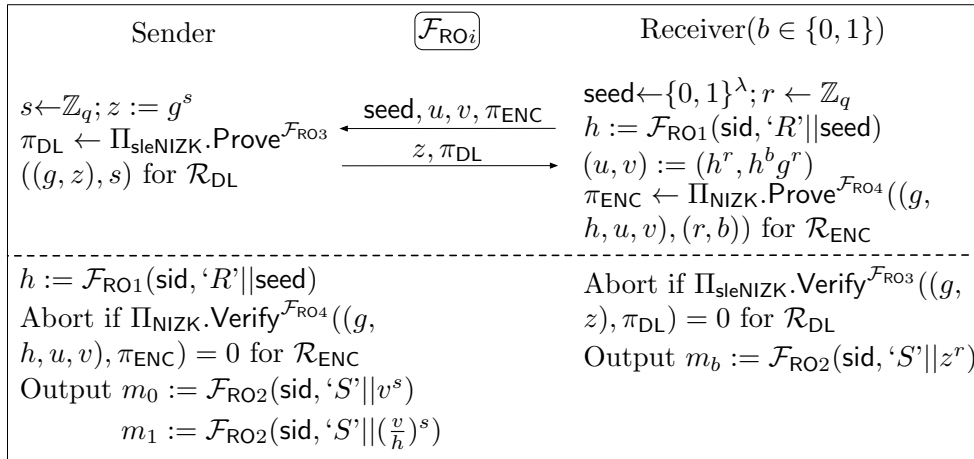 Sender
F_ROi
Receiver(b ∈ {0, 1})
s←ℤ_q; z := g^s
π_DL ← Π_sleNIZK.Prove^{F_RO3}
((g, z), s) for R_DL
seed, u, v, π_ENC
z, π_DL
seed←{0, 1}^λ; r ← ℤ_q
h := F_RO1(sid, ‘R’||seed)
(u, v) := (h^r, h^b g^r)
π_ENC ← Π_NIZK.Prove^{F_RO4}((g,
h, u, v), (r, b)) for R_ENC
h := F_RO1(sid, ‘R’||seed)
Abort if Π_NIZK.Verify^{F_RO4}((g,
h, u, v), π_ENC) = 0 for R_ENC
Output m_0 := F_RO2(sid, ‘S’||v^s)
m_1 := F_RO2(sid, ‘S’||(v/h)^s)
Abort if Π_sleNIZK.Verify^{F_RO3}((g,
z), π_DL) = 0 for R_DL
Output m_b := F_RO2(sid, ‘S’||z^r)